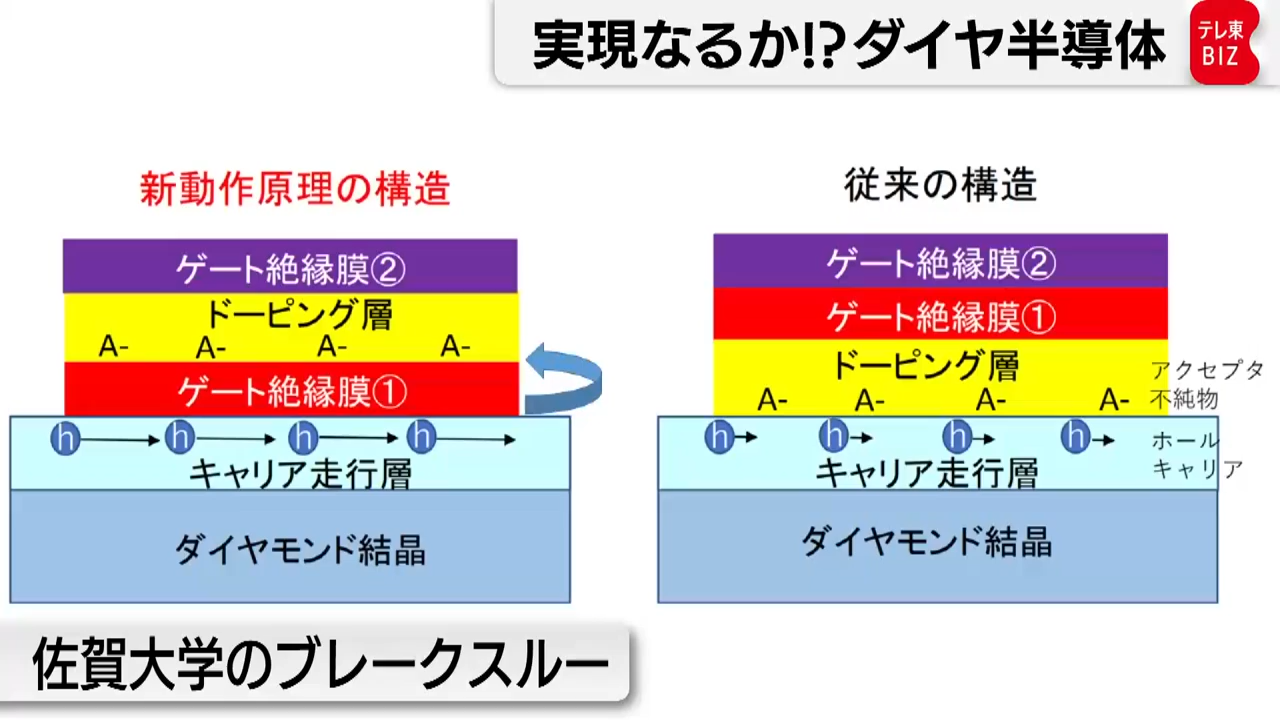 実現なるか!?ダイヤ半導体
テレ東
BIZ
新動作原理の構造
ゲート絶縁膜②
ドーピング層
A- A- A- A-
ゲート絶縁膜①
h h h h
キャリア走行層
ダイヤモンド結晶
従来の構造
ゲート絶縁膜②
ゲート絶縁膜①
ドーピング層
アクセプタ
A- A- A- A- 不純物
h h h h ホール
キャリア走行層 キャリア
ダイヤモンド結晶
佐賀大学のブレークスルー